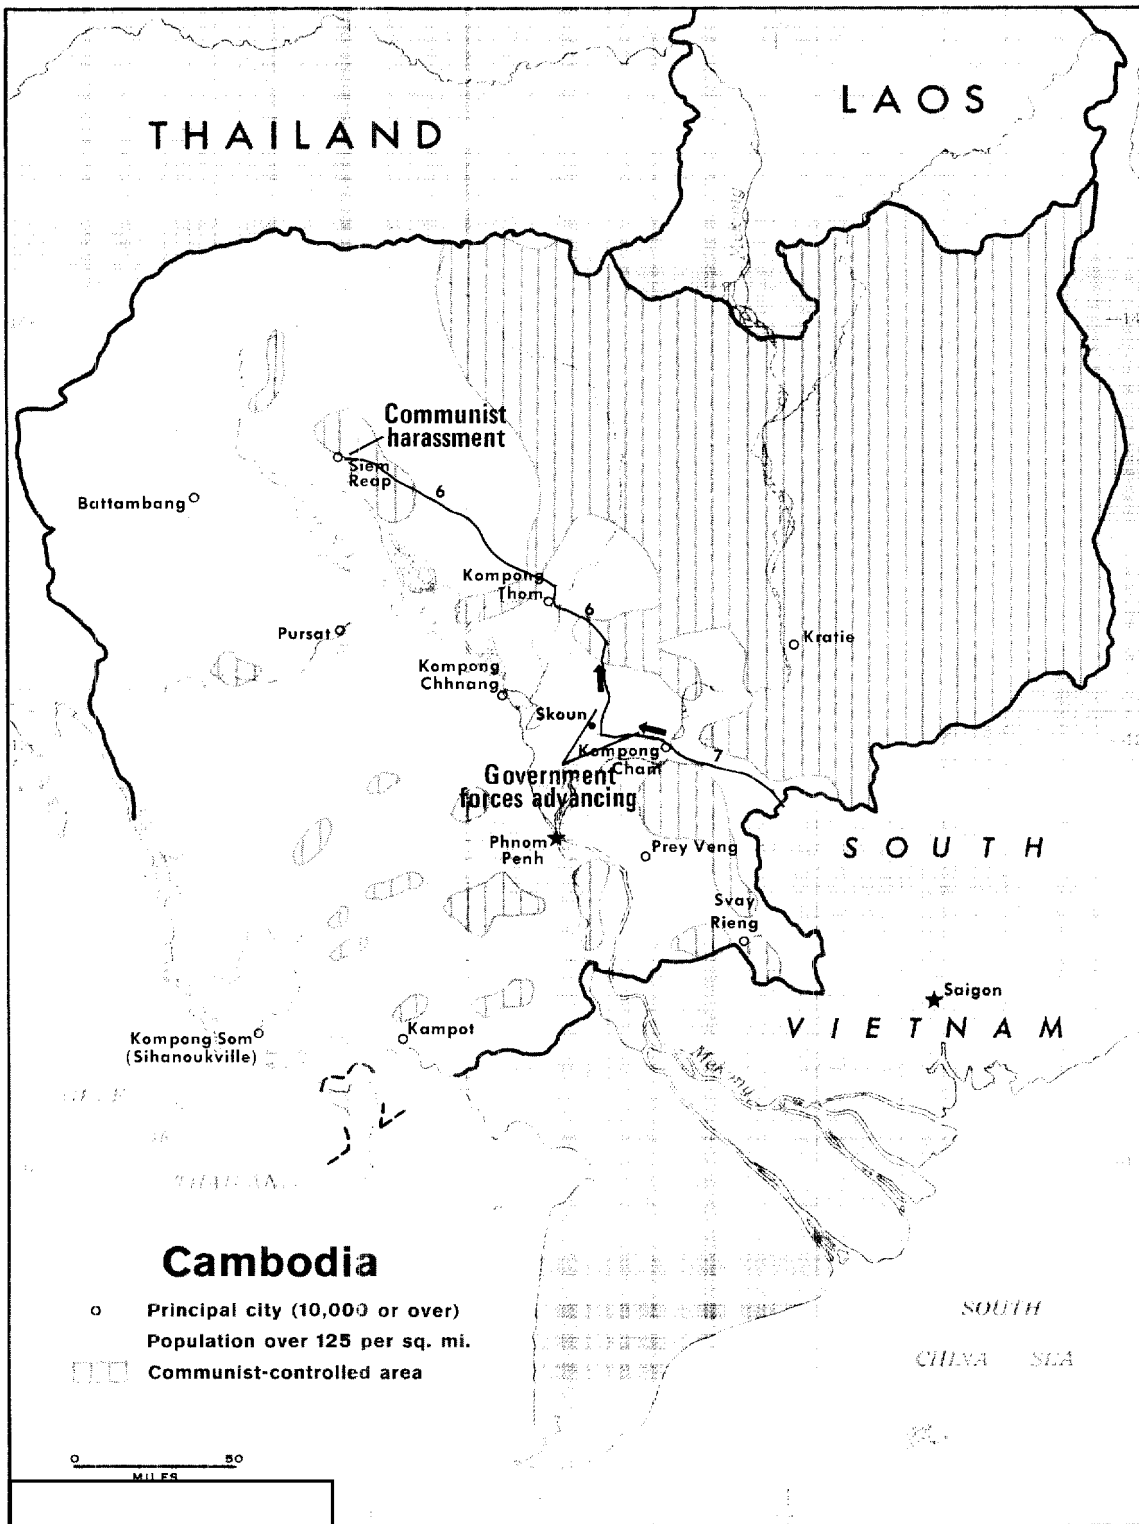 THAILAND
LAOS
Mekong
Communist
harassment
Siem
Reap
6
Battambang
Kompong
Thom
6
Pursat
Kratie
Kompong
Chhnang
Skoun
Kompong
Cham
7
Government
forces advancing
Phnom
Penh
Prey Veng
SOUTH
Svay
Rieng
Saigon
VIETNAM
Kompong Som
(Sihanoukville)
Kampot
Mekong
Cambodia
Principal city (10,000 or over)
Population over 125 per sq. mi.
Communist-controlled area
SOUTH
CHINA SEA
0 50
MILES